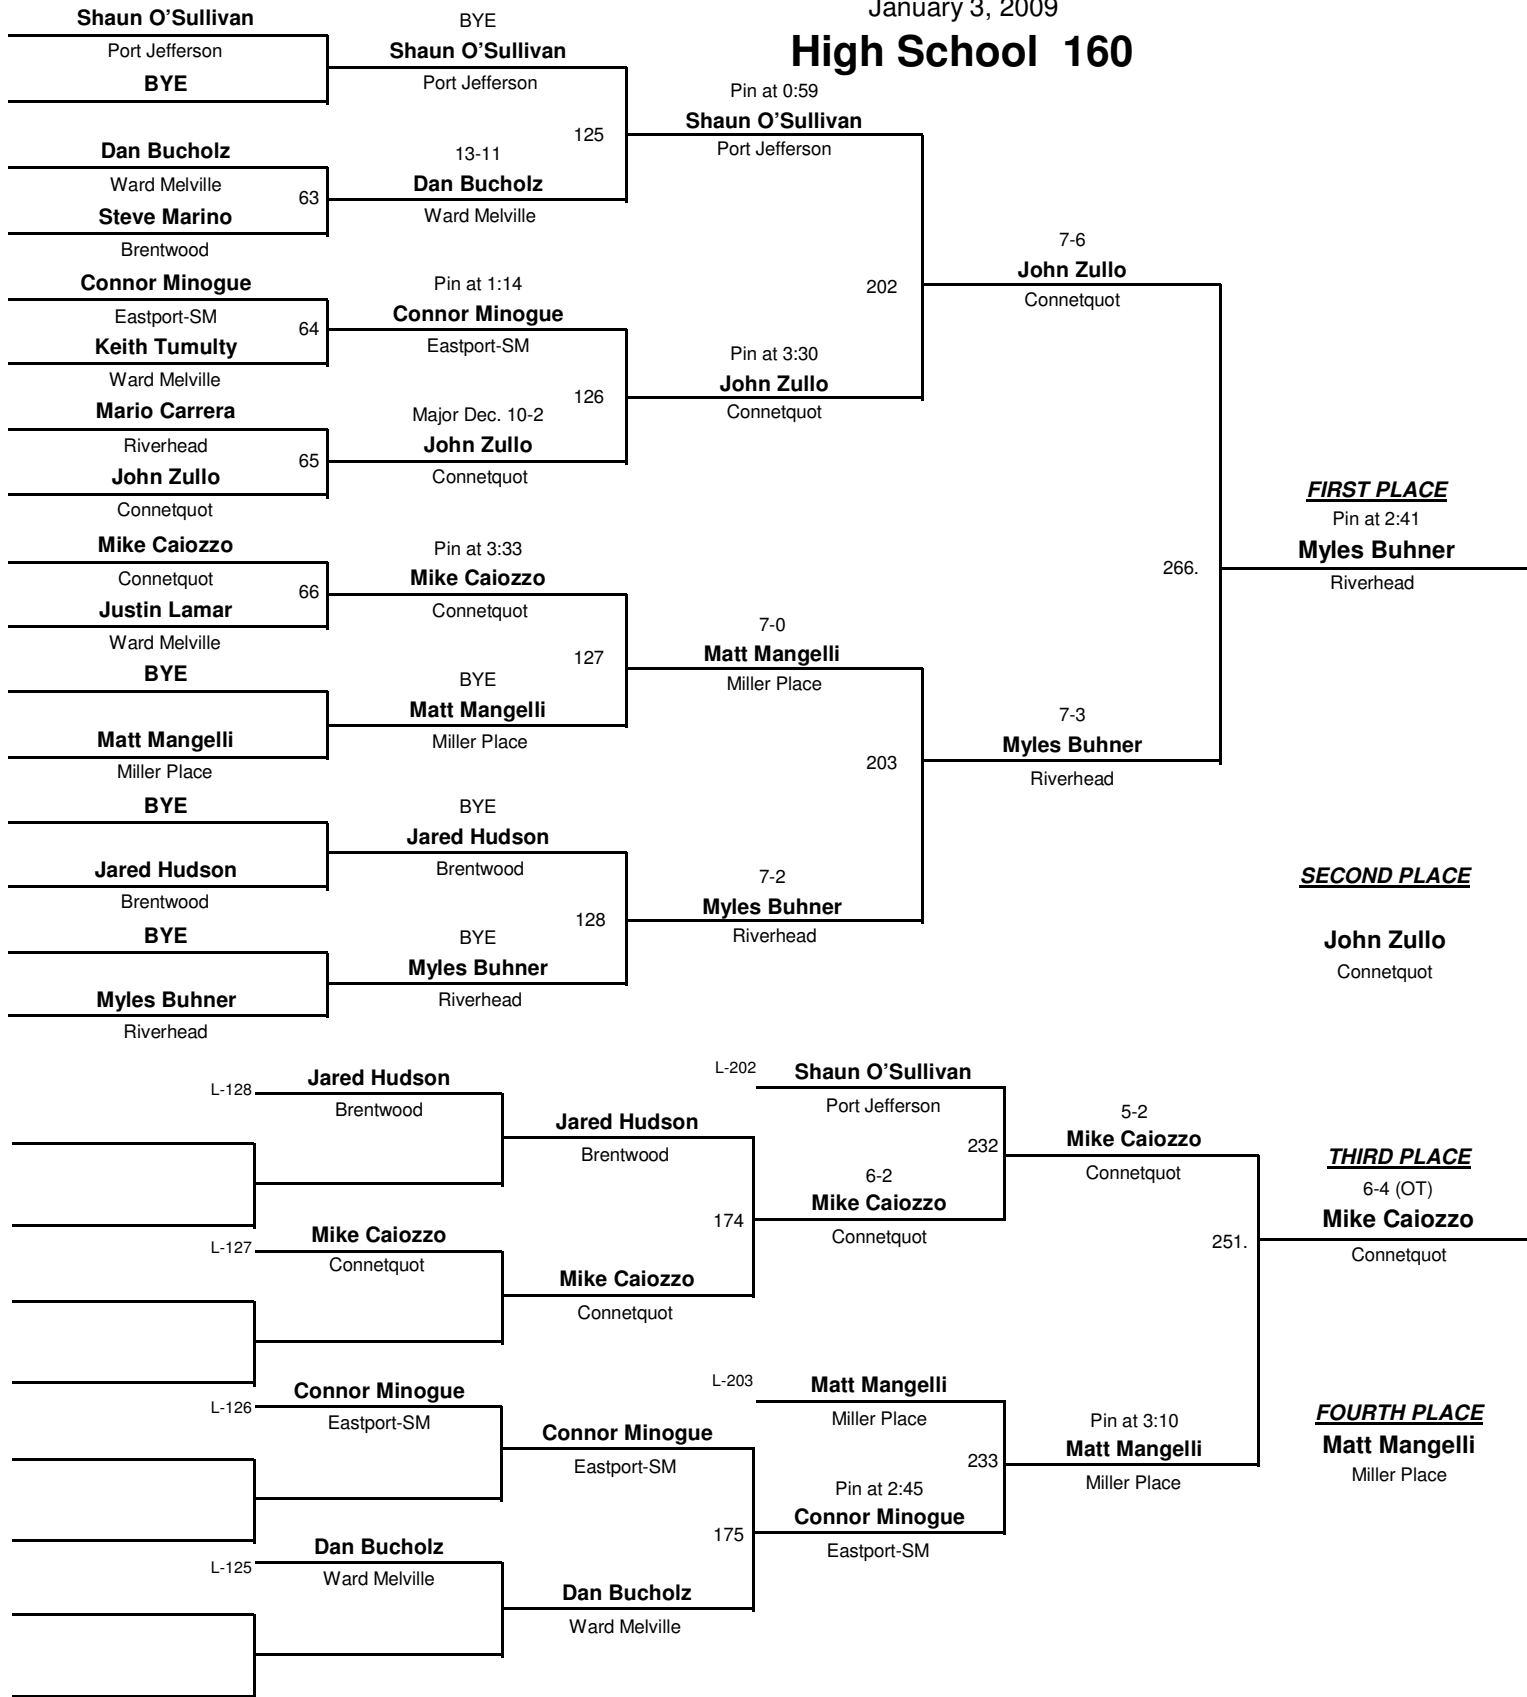 January 3, 2009
High School 160
Shaun O’Sullivan
Port Jefferson
BYE
Dan Bucholz
Ward Melville
63
Steve Marino
Brentwood
Connor Minogue
Eastport-SM
64
Keith Tumulty
Ward Melville
Mario Carrera
Riverhead
65
John Zullo
Connetquot
Mike Caiozzo
Connetquot
66
Justin Lamar
Ward Melville
BYE
Matt Mangelli
Miller Place
BYE
Jared Hudson
Brentwood
BYE
Myles Buhner
Riverhead
BYE
Shaun O’Sullivan
Port Jefferson
125
13-11
Dan Bucholz
Ward Melville
Pin at 1:14
Connor Minogue
Eastport-SM
126
Major Dec. 10-2
John Zullo
Connetquot
Pin at 3:33
Mike Caiozzo
Connetquot
127
BYE
Matt Mangelli
Miller Place
BYE
Jared Hudson
Brentwood
128
BYE
Myles Buhner
Riverhead
Pin at 0:59
Shaun O’Sullivan
Port Jefferson
202
Pin at 3:30
John Zullo
Connetquot
7-0
Matt Mangelli
Miller Place
203
7-2
Myles Buhner
Riverhead
7-6
John Zullo
Connetquot
266.
7-3
Myles Buhner
Riverhead
FIRST PLACE
Pin at 2:41
Myles Buhner
Riverhead
SECOND PLACE
John Zullo
Connetquot
L-128
Jared Hudson
Brentwood
L-127
Mike Caiozzo
Connetquot
L-126
Connor Minogue
Eastport-SM
L-125
Dan Bucholz
Ward Melville
Jared Hudson
Brentwood
174
Mike Caiozzo
Connetquot
Connor Minogue
Eastport-SM
175
Dan Bucholz
Ward Melville
L-202
Shaun O’Sullivan
Port Jefferson
232
6-2
Mike Caiozzo
Connetquot
L-203
Matt Mangelli
Miller Place
233
Pin at 2:45
Connor Minogue
Eastport-SM
5-2
Mike Caiozzo
Connetquot
251.
Pin at 3:10
Matt Mangelli
Miller Place
THIRD PLACE
6-4 (OT)
Mike Caiozzo
Connetquot
FOURTH PLACE
Matt Mangelli
Miller Place